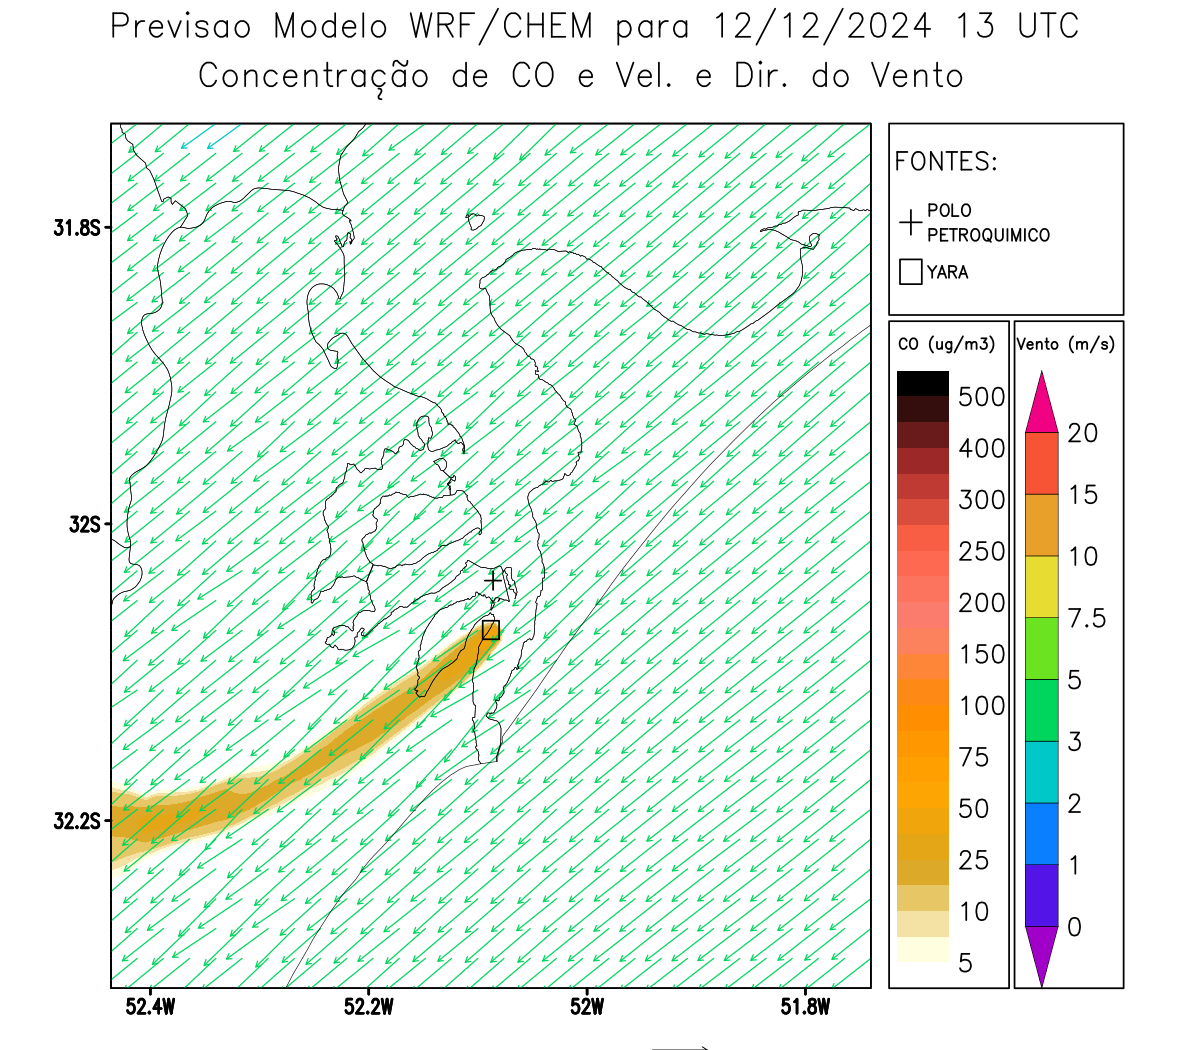 Previsao Modelo WRF/CHEM para 12/12/2024 13 UTC
Concentração de CO e Vel. e Dir. do Vento
FONTES:
POLO
PETROQUIMICO
YARA
CO (ug/m3)
500
400
300
250
200
150
100
75
50
25
10
5
Vento (m/s)
20
15
10
7.5
5
3
2
1
0
31.8S
32S
32.2S
52.4W
52.2W
52W
51.8W